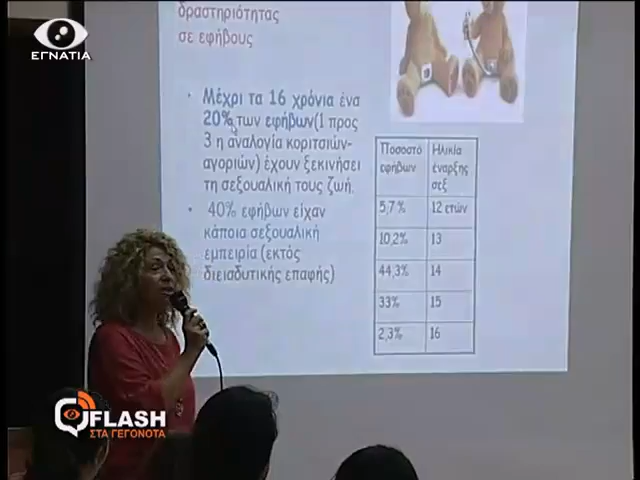 ΕΓΝΑΤΙΑ
δραστηριότητας
σε εφήβους
• Μέχρι τα 16 χρόνια ένα
20% των εφήβων(1 προς
3 η αναλογία κοριτσιών-
αγοριών) έχουν ξεκινήσει
τη σεξουαλική τους ζωή.
• 40% εφήβων είχαν
κάποια σεξουαλική
εμπειρία (εκτός
διειαδυτικής επαφής)
Ποσοστό εφήβων Ηλικία έναρξης σεξ
5,7% 12 ετών
10,2% 13
44,3% 14
33% 15
2,3% 16
FLASH
ΣΤΑ ΓΕΓΟΝΟΤΑ